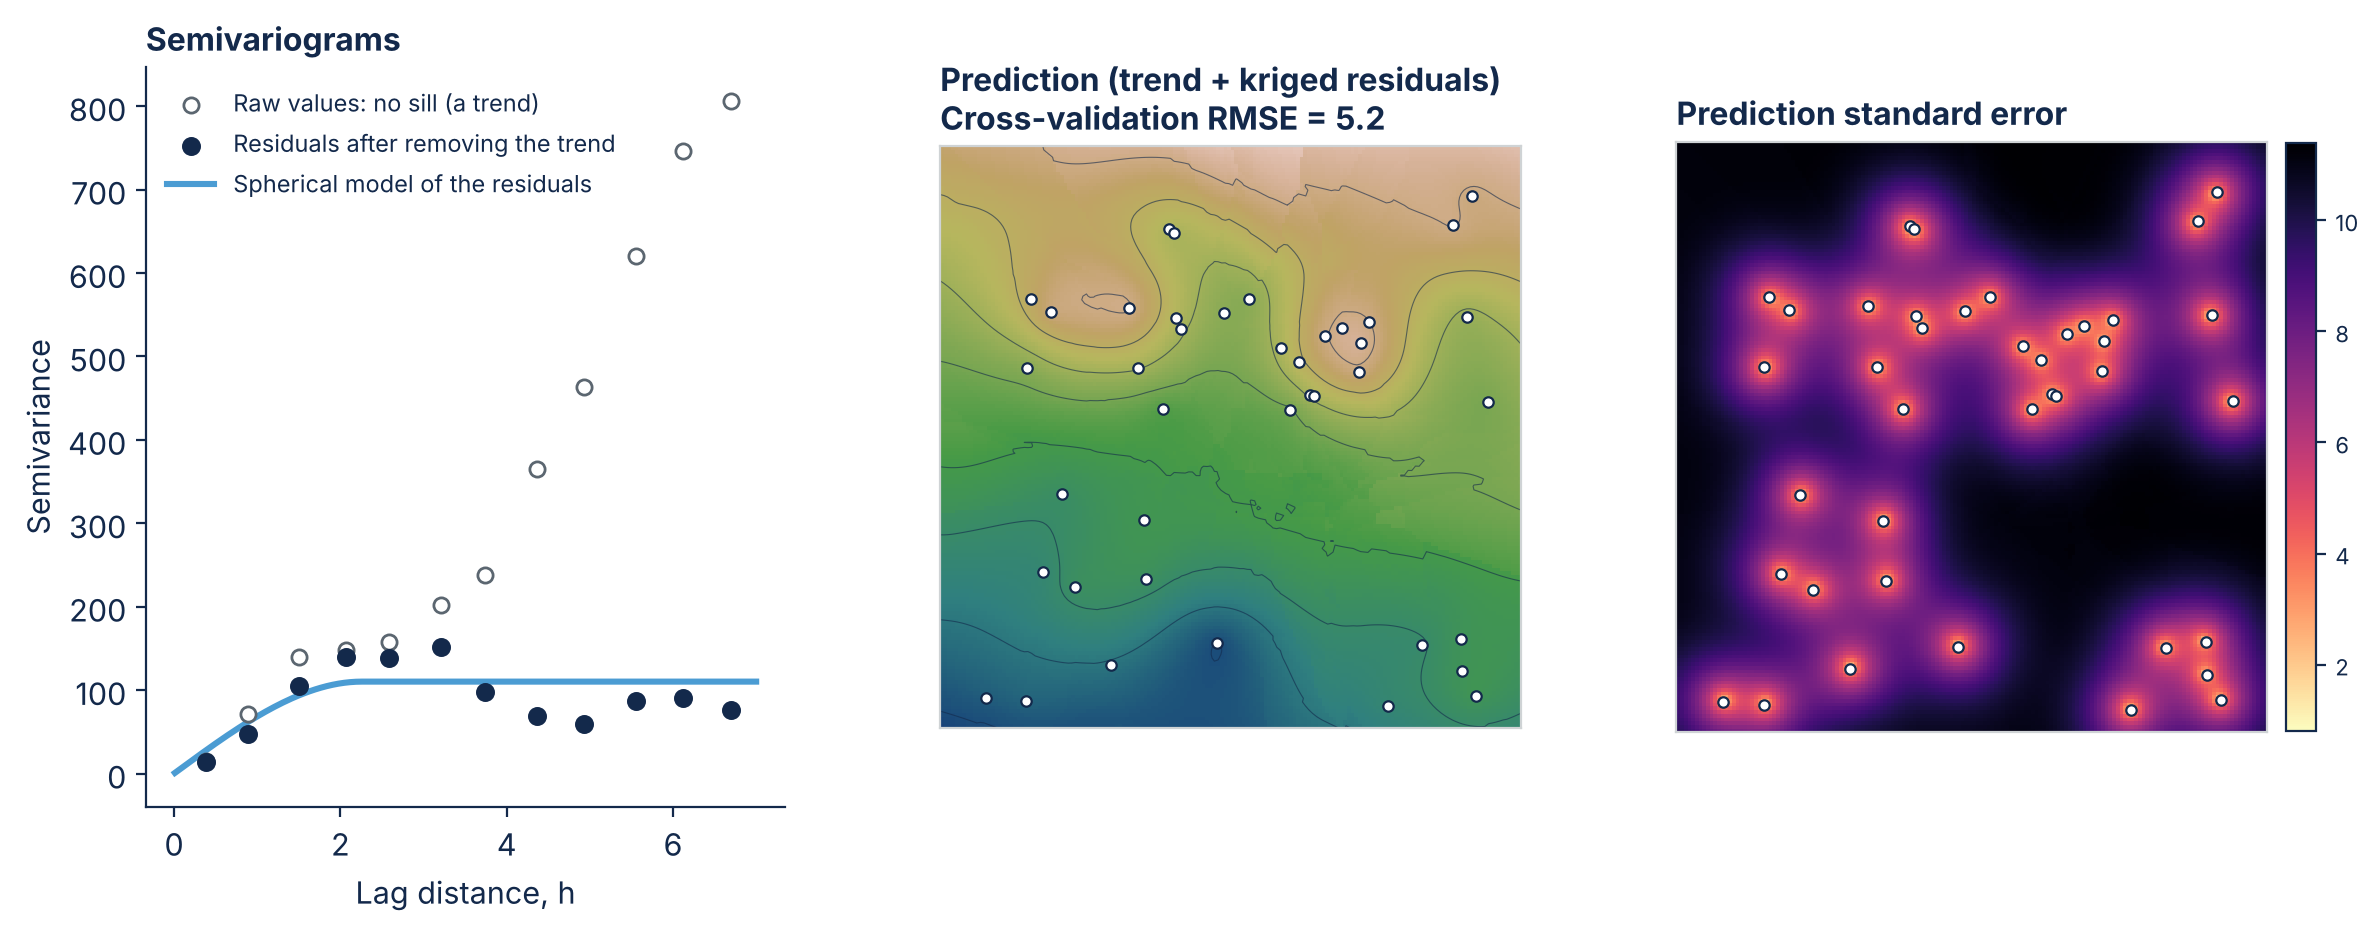 Semivariograms
Raw values: no sill (a trend)
Residuals after removing the trend
Spherical model of the residuals
Semivariance
800
700
600
500
400
300
200
100
0
0 2 4 6
Lag distance, h
Prediction (trend + kriged residuals)
Cross-validation RMSE = 5.2
Prediction standard error
10
8
6
4
2